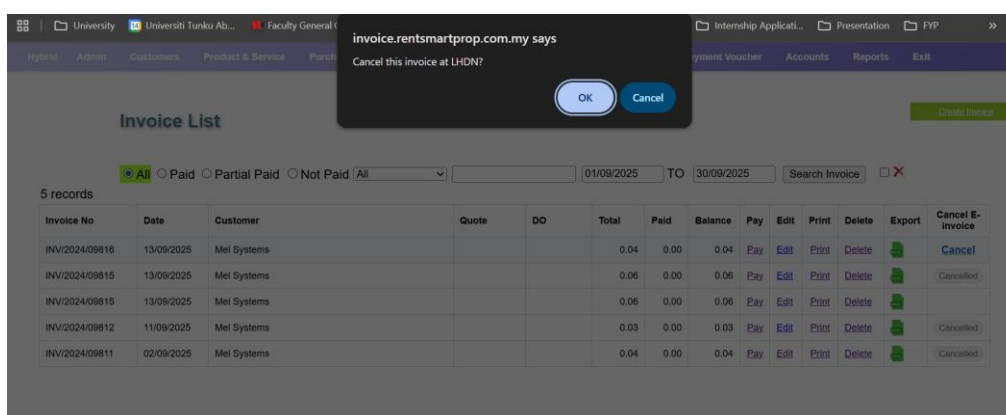 University Universiti Tunku Ab... Faculty General Internship Applicati... Presentation FYP »
invoice.rentsmartprop.com.my says
Cancel this invoice at LHDN?
OK Cancel
Hybrid Admin Customers Product & Service Voucher Accounts Reports Exit
Invoice List
Create Invoice
All Paid Partial Paid Not Paid All 01/09/2025 TO 30/09/2025 Search Invoice
5 records
Invoice No Date Customer Quote DO Total Paid Balance Pay Edit Print Delete Export Cancel E-Invoice
INV/2024/09816 13/09/2025 Mel Systems 0.04 0.00 0.04 Pay Edit Print Delete Cancel
INV/2024/09815 13/09/2025 Mel Systems 0.06 0.00 0.06 Pay Edit Print Delete Cancelled
INV/2024/09815 13/09/2025 Mel Systems 0.06 0.00 0.06 Pay Edit Print Delete
INV/2024/09812 11/09/2025 Mel Systems 0.03 0.00 0.03 Pay Edit Print Delete Cancelled
INV/2024/09811 02/09/2025 Mel Systems 0.04 0.00 0.04 Pay Edit Print Delete Cancelled